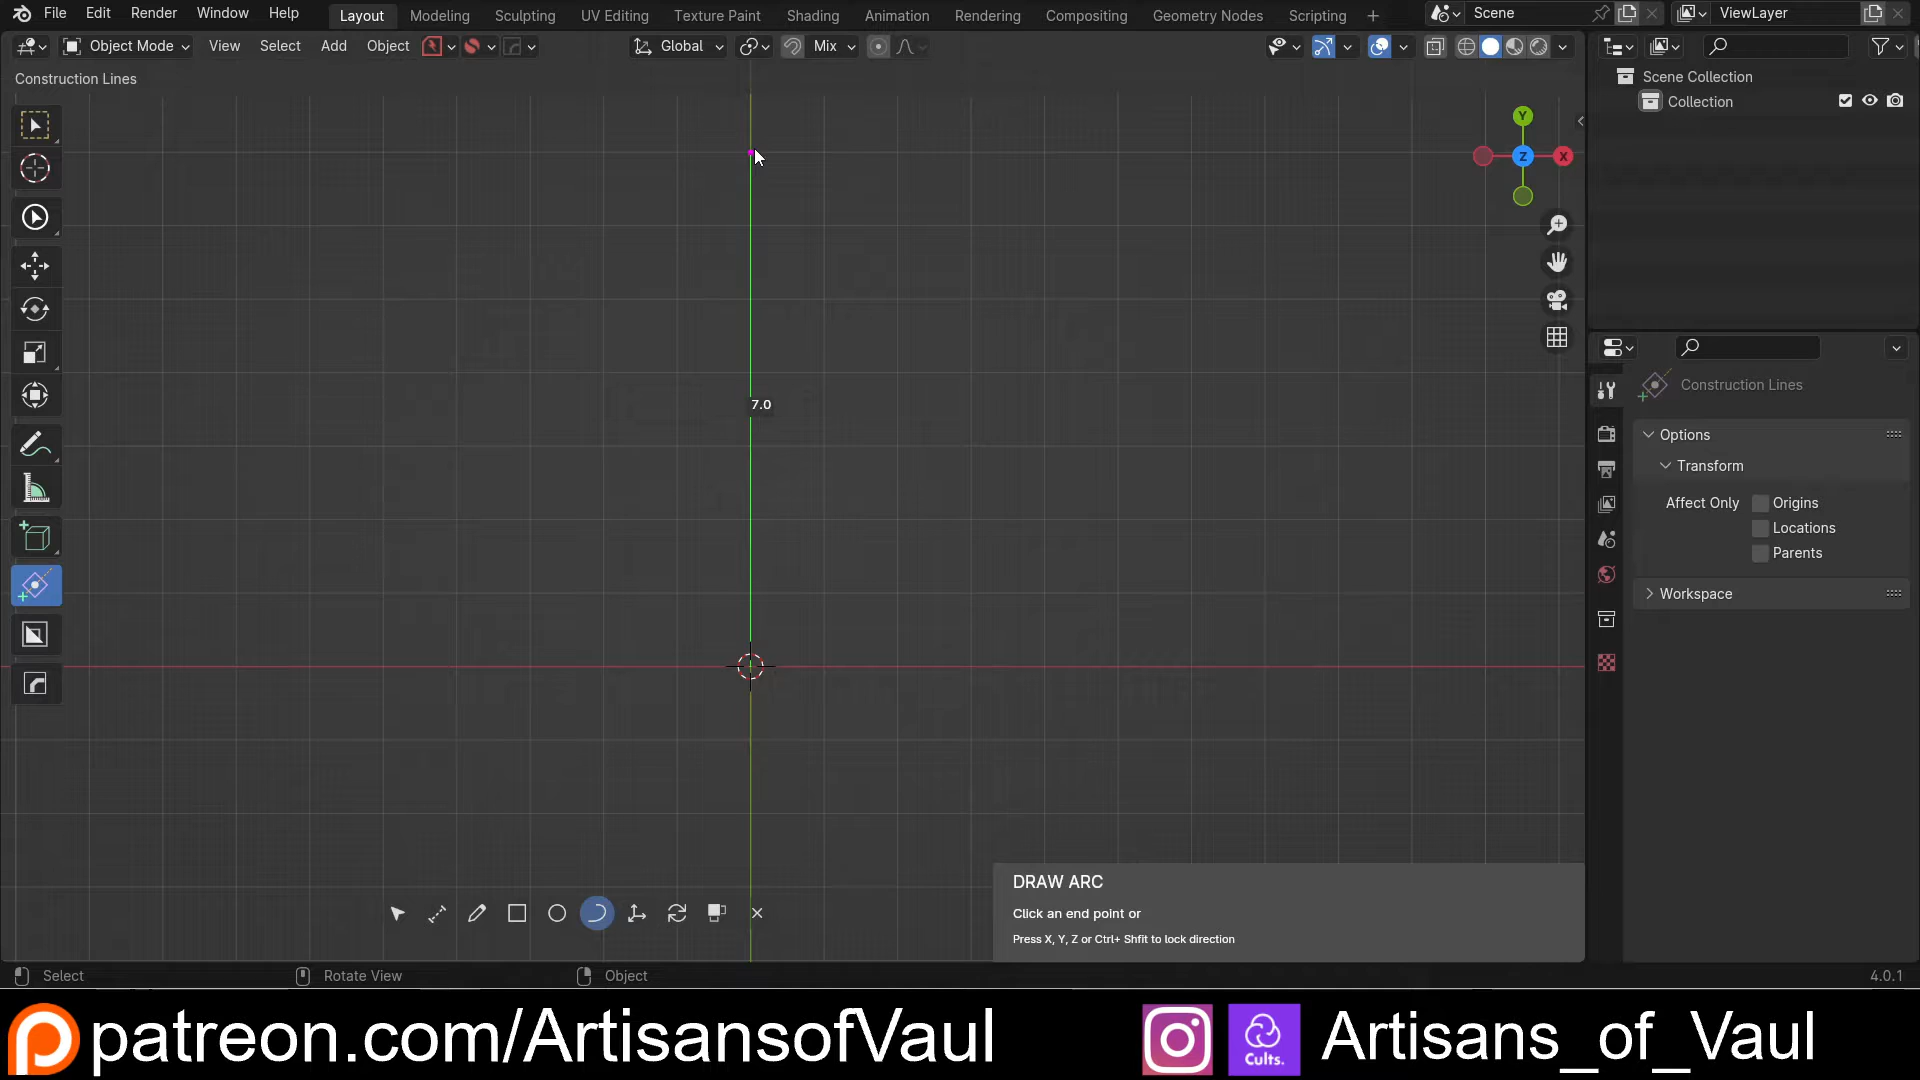 File Edit Render Window Help Layout Modeling Sculpting UV Editing Texture Paint Shading Animation Rendering Compositing Geometry Nodes Scripting + Scene ViewLayer
Object Mode View Select Add Object Global Mix
Construction Lines
Scene Collection
Collection
Y
Z X
7.0
Construction Lines
Options
Transform
Affect Only Origins
Locations
Parents
Workspace
DRAW ARC
Click an end point or
Press X, Y, Z or Ctrl+ Shfit to lock direction
Select Rotate View Object 4.0.1
patreon.com/ArtisansofVaul Cults. Artisans_of_Vaul